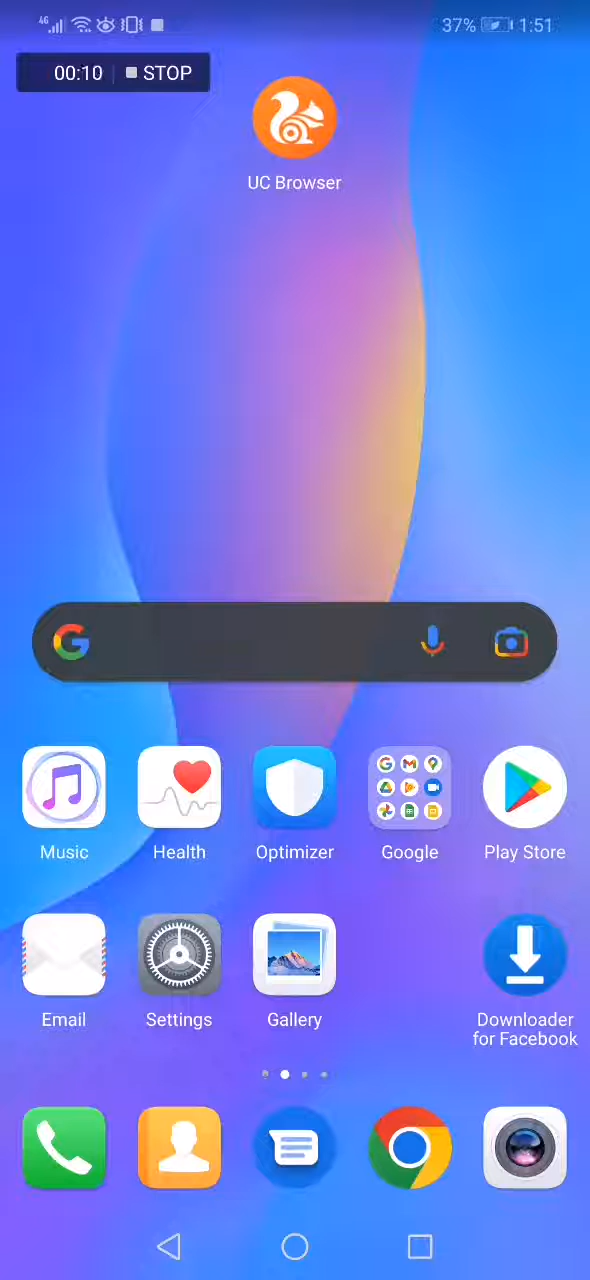 4G 37% 1:51
00:10 STOP
UC Browser
Music Health Optimizer Google Play Store
Email Settings Gallery Downloader
for Facebook